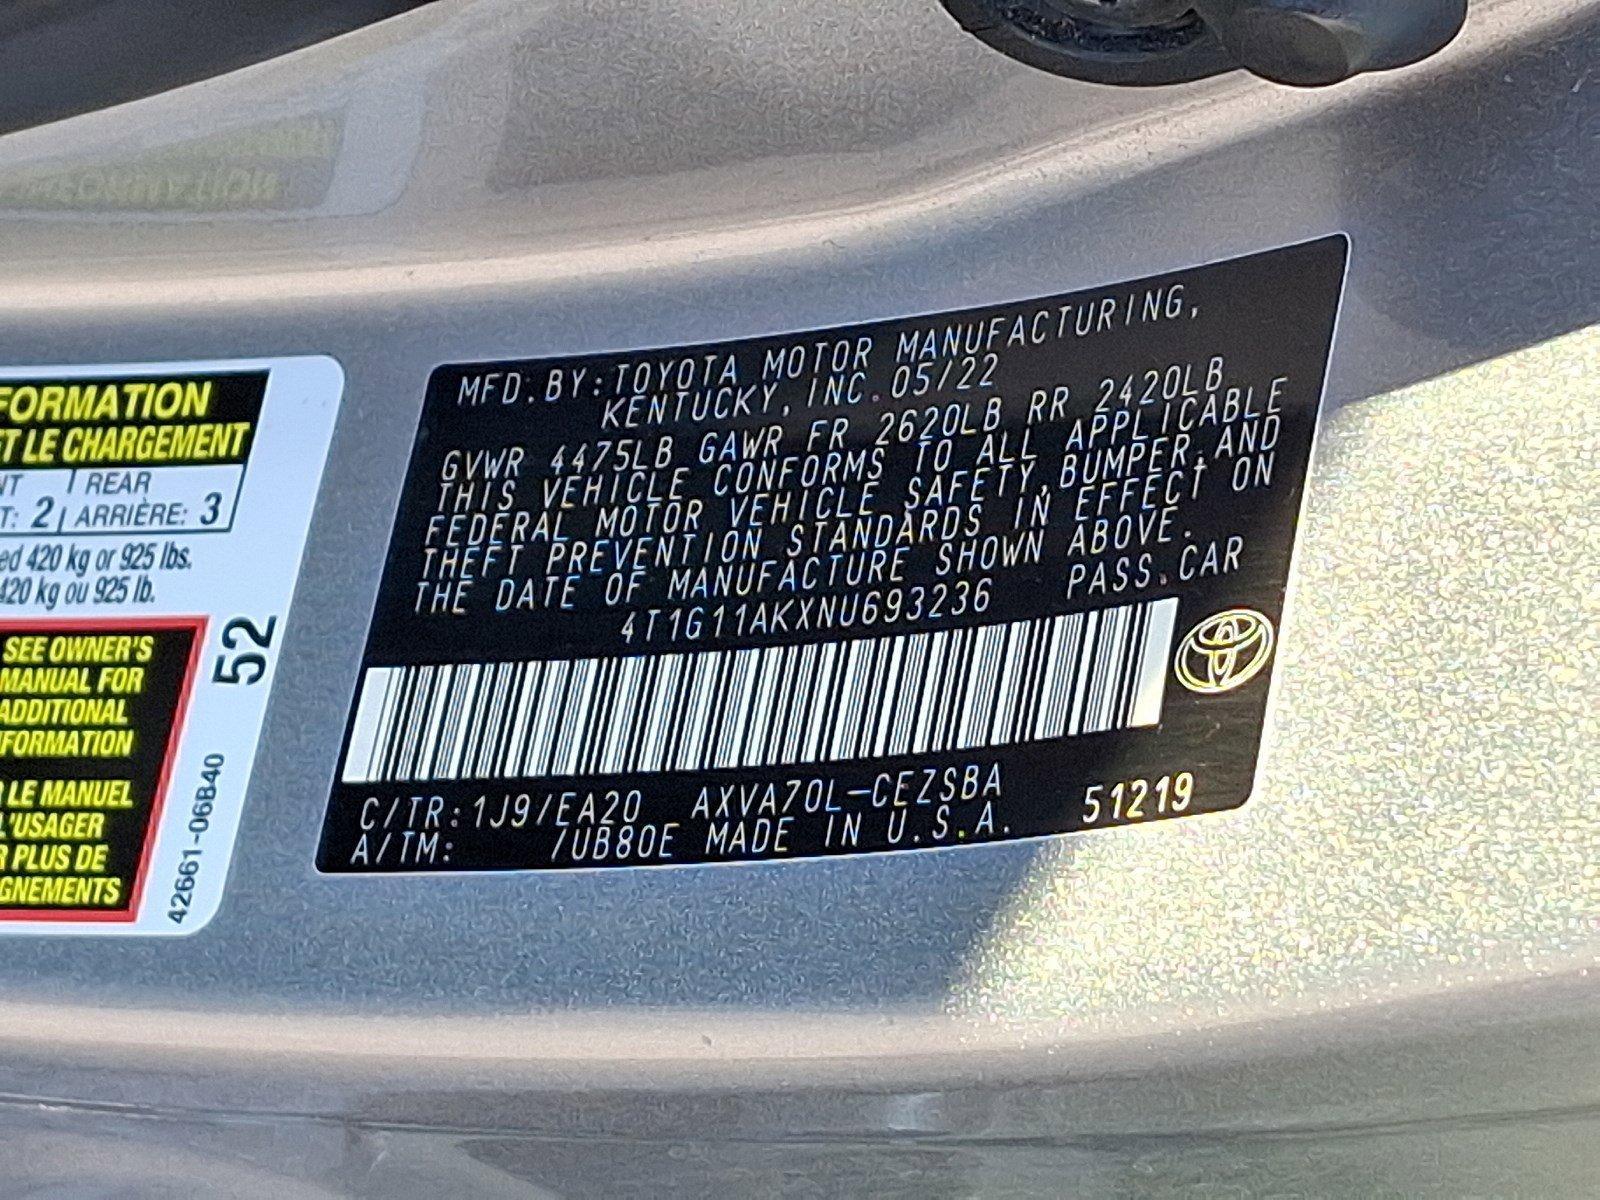 FORMATION
ET LE CHARGEMENT
REAR
2 ARRIÈRE: 3
420 kg or 925 lbs.
420 kg ou 925 lb.
SEE OWNER'S
MANUAL FOR
ADDITIONAL
LE MANUEL
L'USAGER
PLUS DE
52
42661-06B40
MFD. BY: TOYOTA MOTOR MANUFACTURING,
KENTUCKY, INC. 05/22
GVWR 4475LB GAWR FR 2620LB RR 2420LB
THIS VEHICLE CONFORMS TO ALL APPLICABLE
FEDERAL MOTOR VEHICLE SAFETY, BUMPER, AND
THEFT PREVENTION STANDARDS IN EFFECT ON
THE DATE OF MANUFACTURE SHOWN ABOVE.
4T1G11AKXNU693236 PASS. CAR
C/TR: 1J9/EA20 AXVA70L-CEZSBA
A/TM: /UB80E MADE IN U.S.A. 51219